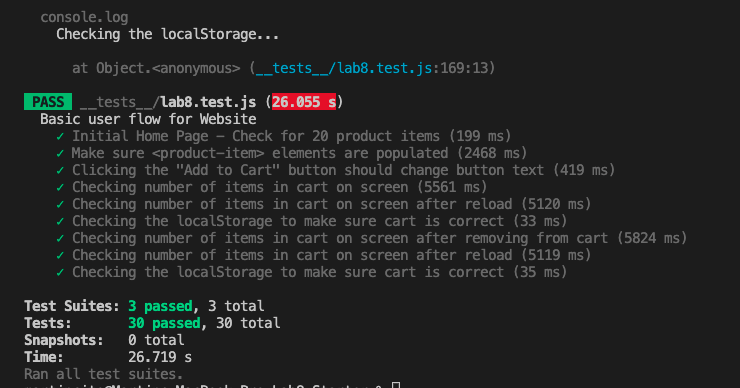 console.log
Checking the localStorage...
at Object.<anonymous> (__tests__/lab8.test.js:169:13)
PASS __tests__/lab8.test.js (26.055 s)
Basic user flow for Website
✓ Initial Home Page – Check for 20 product items (199 ms)
✓ Make sure <product-item> elements are populated (2468 ms)
✓ Clicking the "Add to Cart" button should change button text (419 ms)
✓ Checking number of items in cart on screen (5561 ms)
✓ Checking number of items in cart on screen after reload (5120 ms)
✓ Checking the localStorage to make sure cart is correct (33 ms)
✓ Checking number of items in cart on screen after removing from cart (5824 ms)
✓ Checking number of items in cart on screen after reload (5119 ms)
✓ Checking the localStorage to make sure cart is correct (35 ms)
Test Suites: 3 passed, 3 total
Tests: 30 passed, 30 total
Snapshots: 0 total
Time: 26.719 s
Ran all test suites.